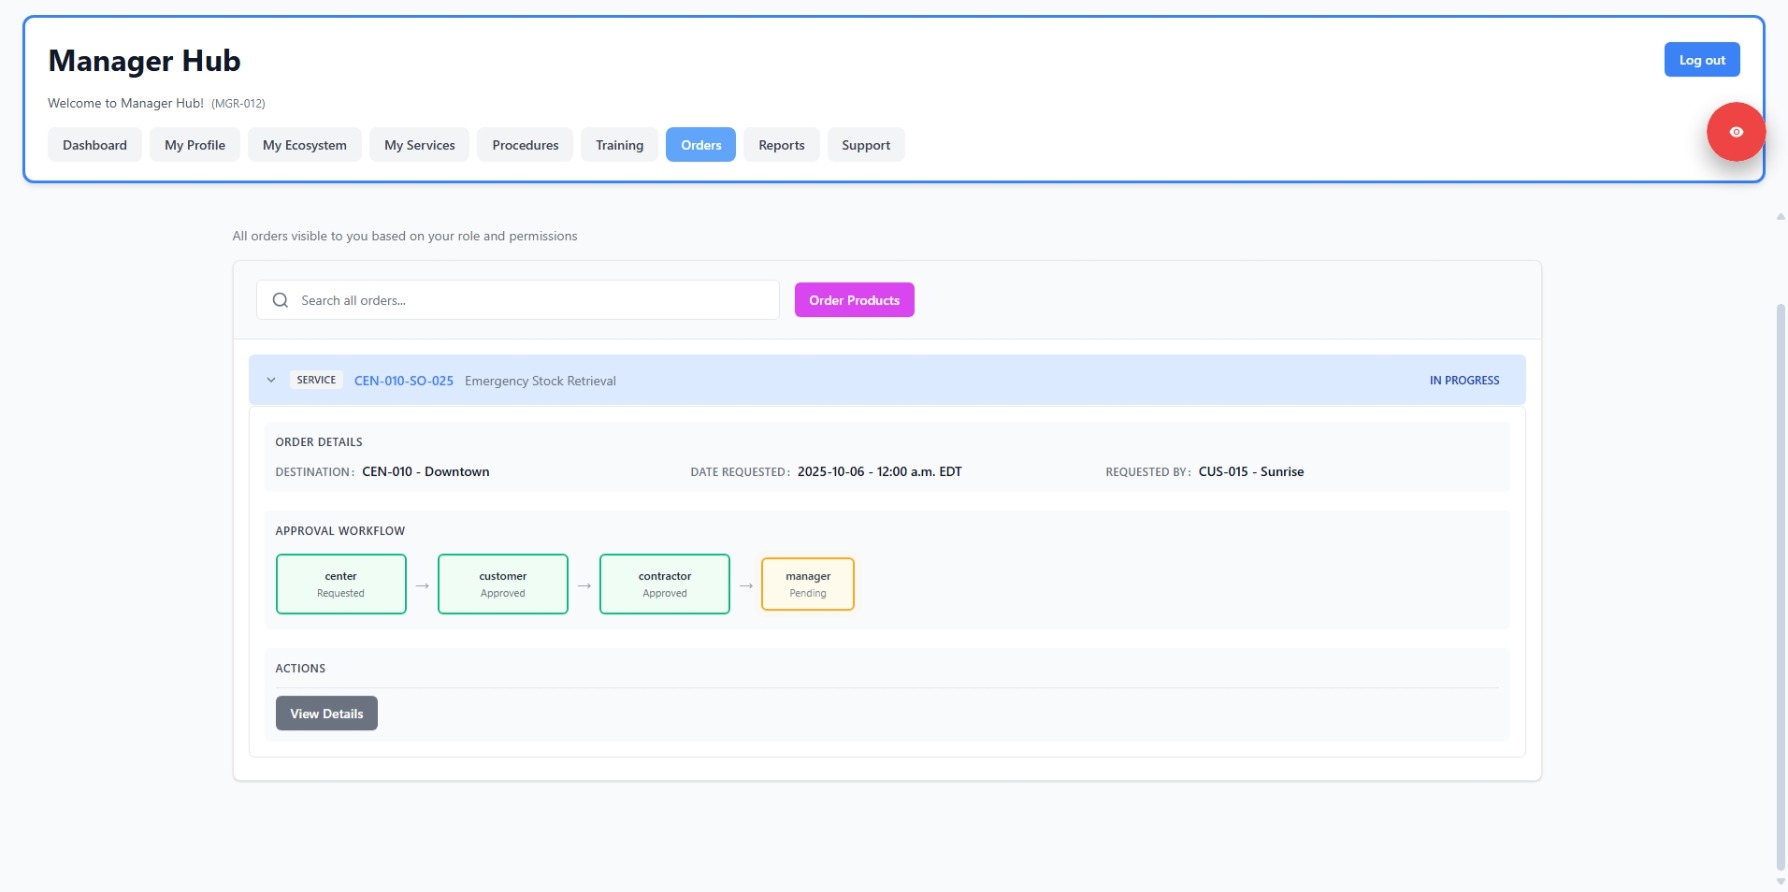 Manager Hub
Log out
Welcome to Manager Hub! (MGR-012)
Dashboard My Profile My Ecosystem My Services Procedures Training Orders Reports Support
All orders visible to you based on your role and permissions
Search all orders... Order Products
SERVICE CEN-010-SO-025 Emergency Stock Retrieval IN PROGRESS
ORDER DETAILS
DESTINATION: CEN-010 - Downtown DATE REQUESTED: 2025-10-06 - 12:00 a.m. EDT REQUESTED BY: CUS-015 - Sunrise
APPROVAL WORKFLOW
center → customer → contractor → manager
Requested Approved Approved Pending
ACTIONS
View Details